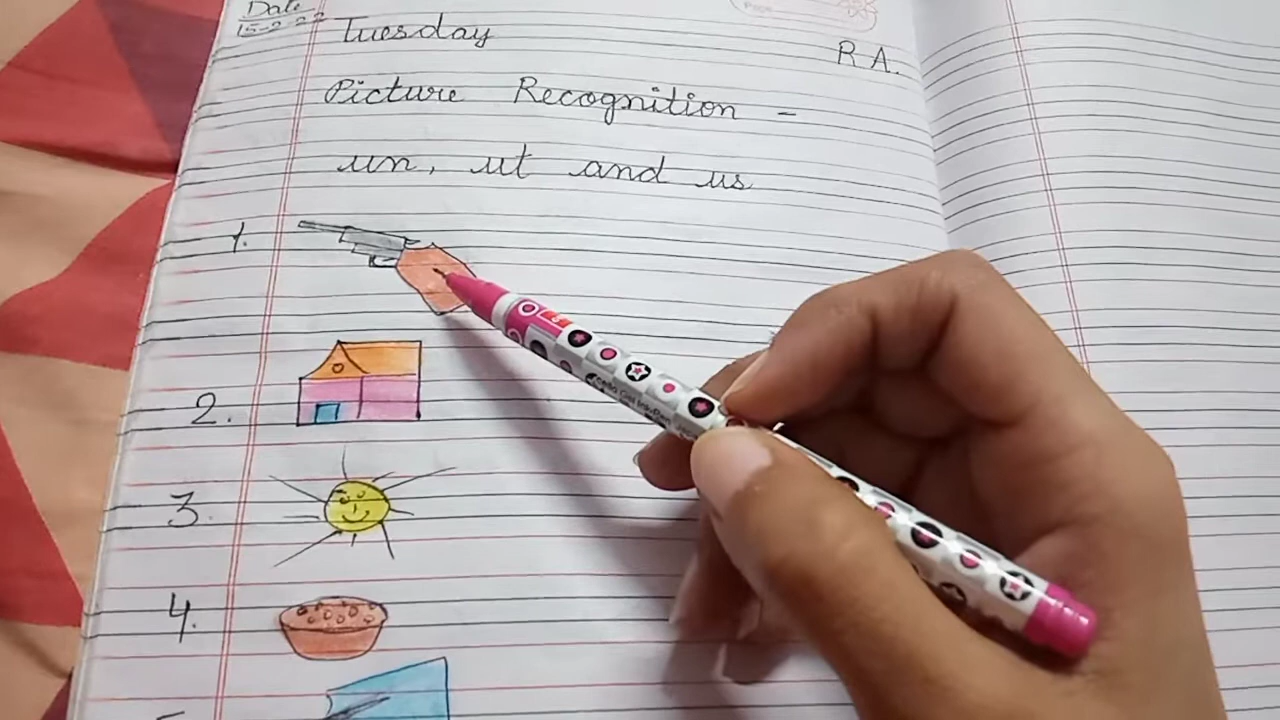 Date
15-2-22
Tuesday
R.A.
Picture Recognition -
un, ut and us
1.
2.
3.
4.